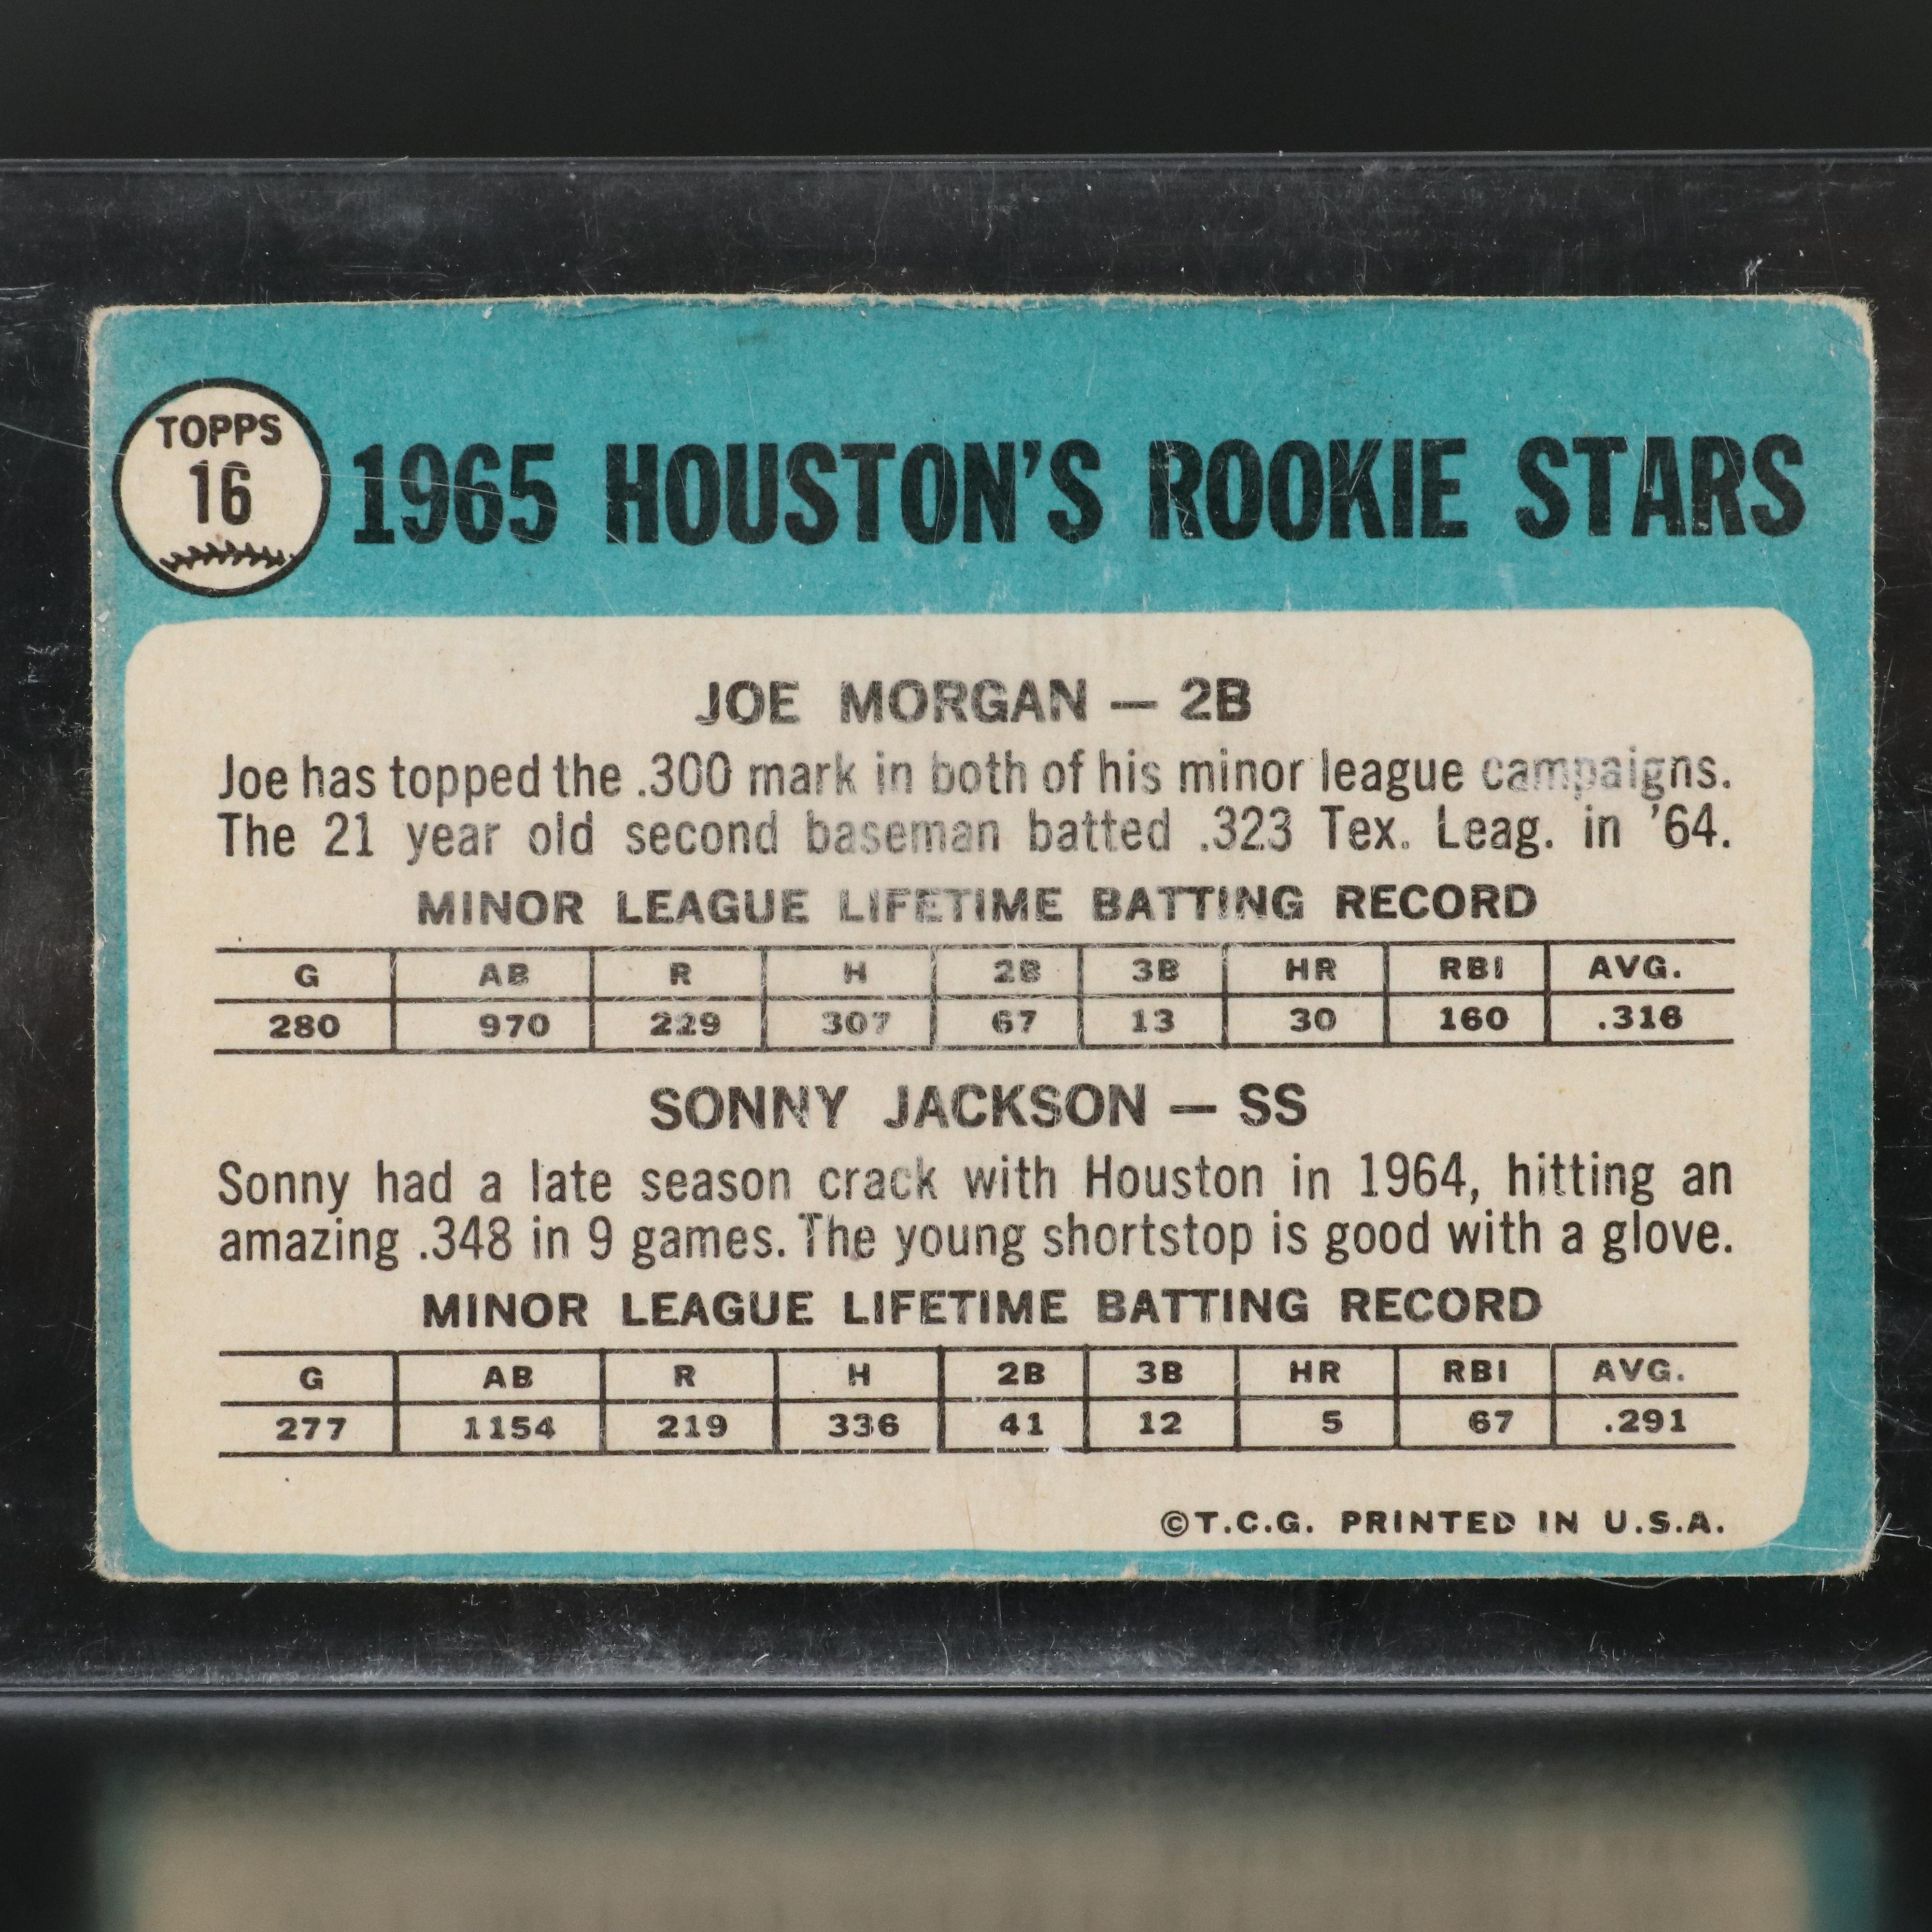 TOPPS
16
1965 HOUSTON'S ROOKIE STARS
JOE MORGAN — 2B
Joe has topped the .300 mark in both of his minor league campaigns.
The 21 year old second baseman batted .323 Tex. Leag. in '64.
MINOR LEAGUE LIFETIME BATTING RECORD
G AB R H 2B 3B HR RBI AVG.
280 970 229 307 67 13 30 160 .316
SONNY JACKSON — SS
Sonny had a late season crack with Houston in 1964, hitting an
amazing .348 in 9 games. The young shortstop is good with a glove.
MINOR LEAGUE LIFETIME BATTING RECORD
G AB R H 2B 3B HR RBI AVG.
277 1154 219 336 41 12 5 67 .291
©T.C.G. PRINTED IN U.S.A.